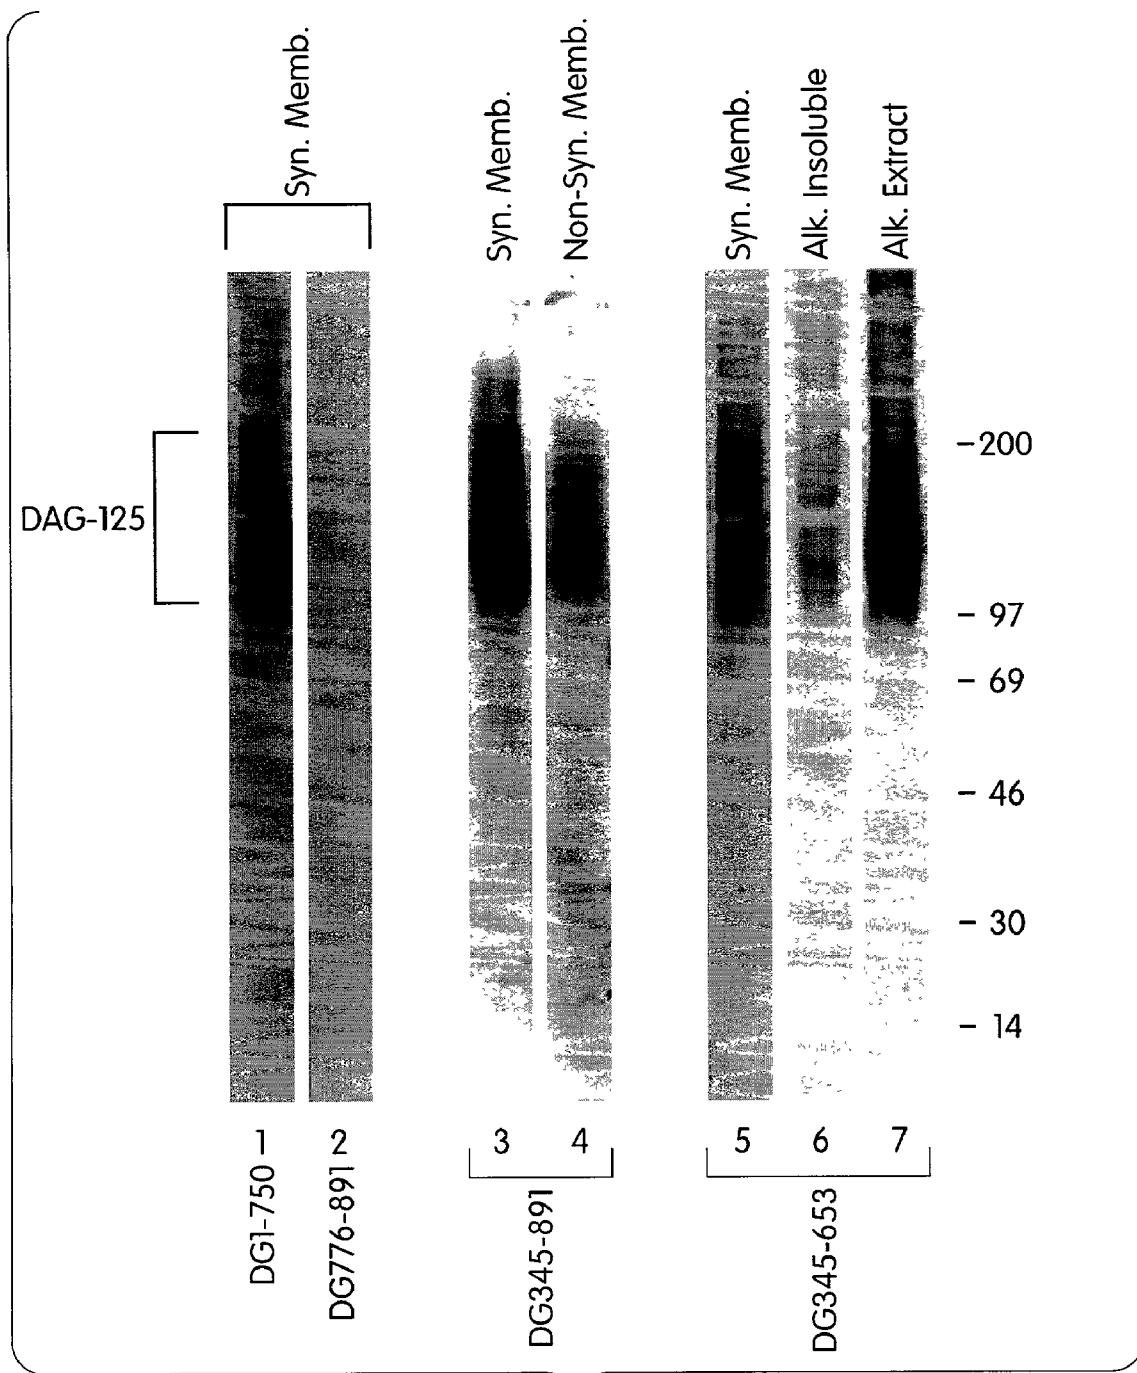 Syn. Memb.
Syn. Memb.
Non-Syn. Memb.
Syn. Memb.
Alk. Insoluble
Alk. Extract
DAG-125
-200
- 97
- 69
- 46
- 30
- 14
1 2 3 4 5 6 7
DG1-750
DG776-891
DG345-891
DG345-653